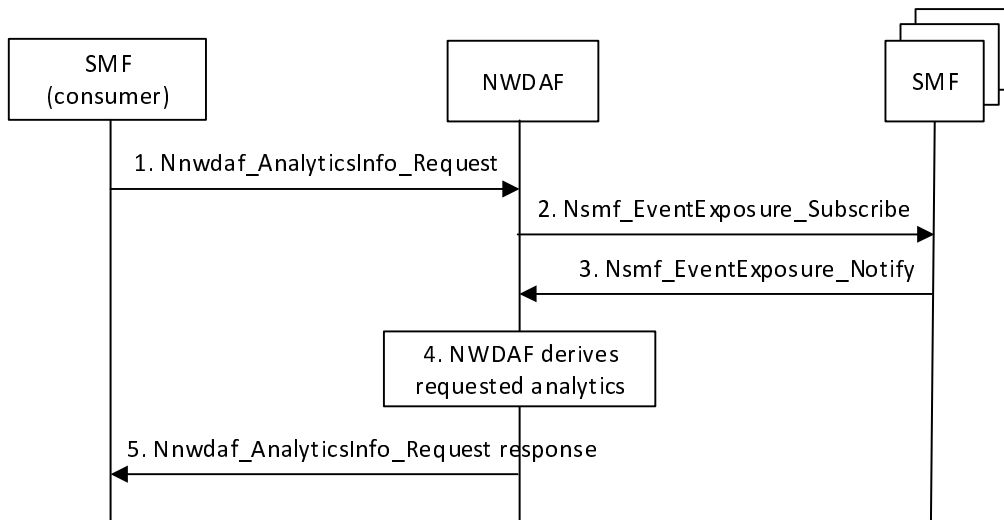 SMF
(consumer)
NWDAF
SMF
1. Nnwdaf_AnalyticsInfo_Request
2. Nsmf_EventExposure_Subscribe
3. Nsmf_EventExposure_Notify
4. NWDAF derives
requested analytics
5. Nnwdaf_AnalyticsInfo_Request response